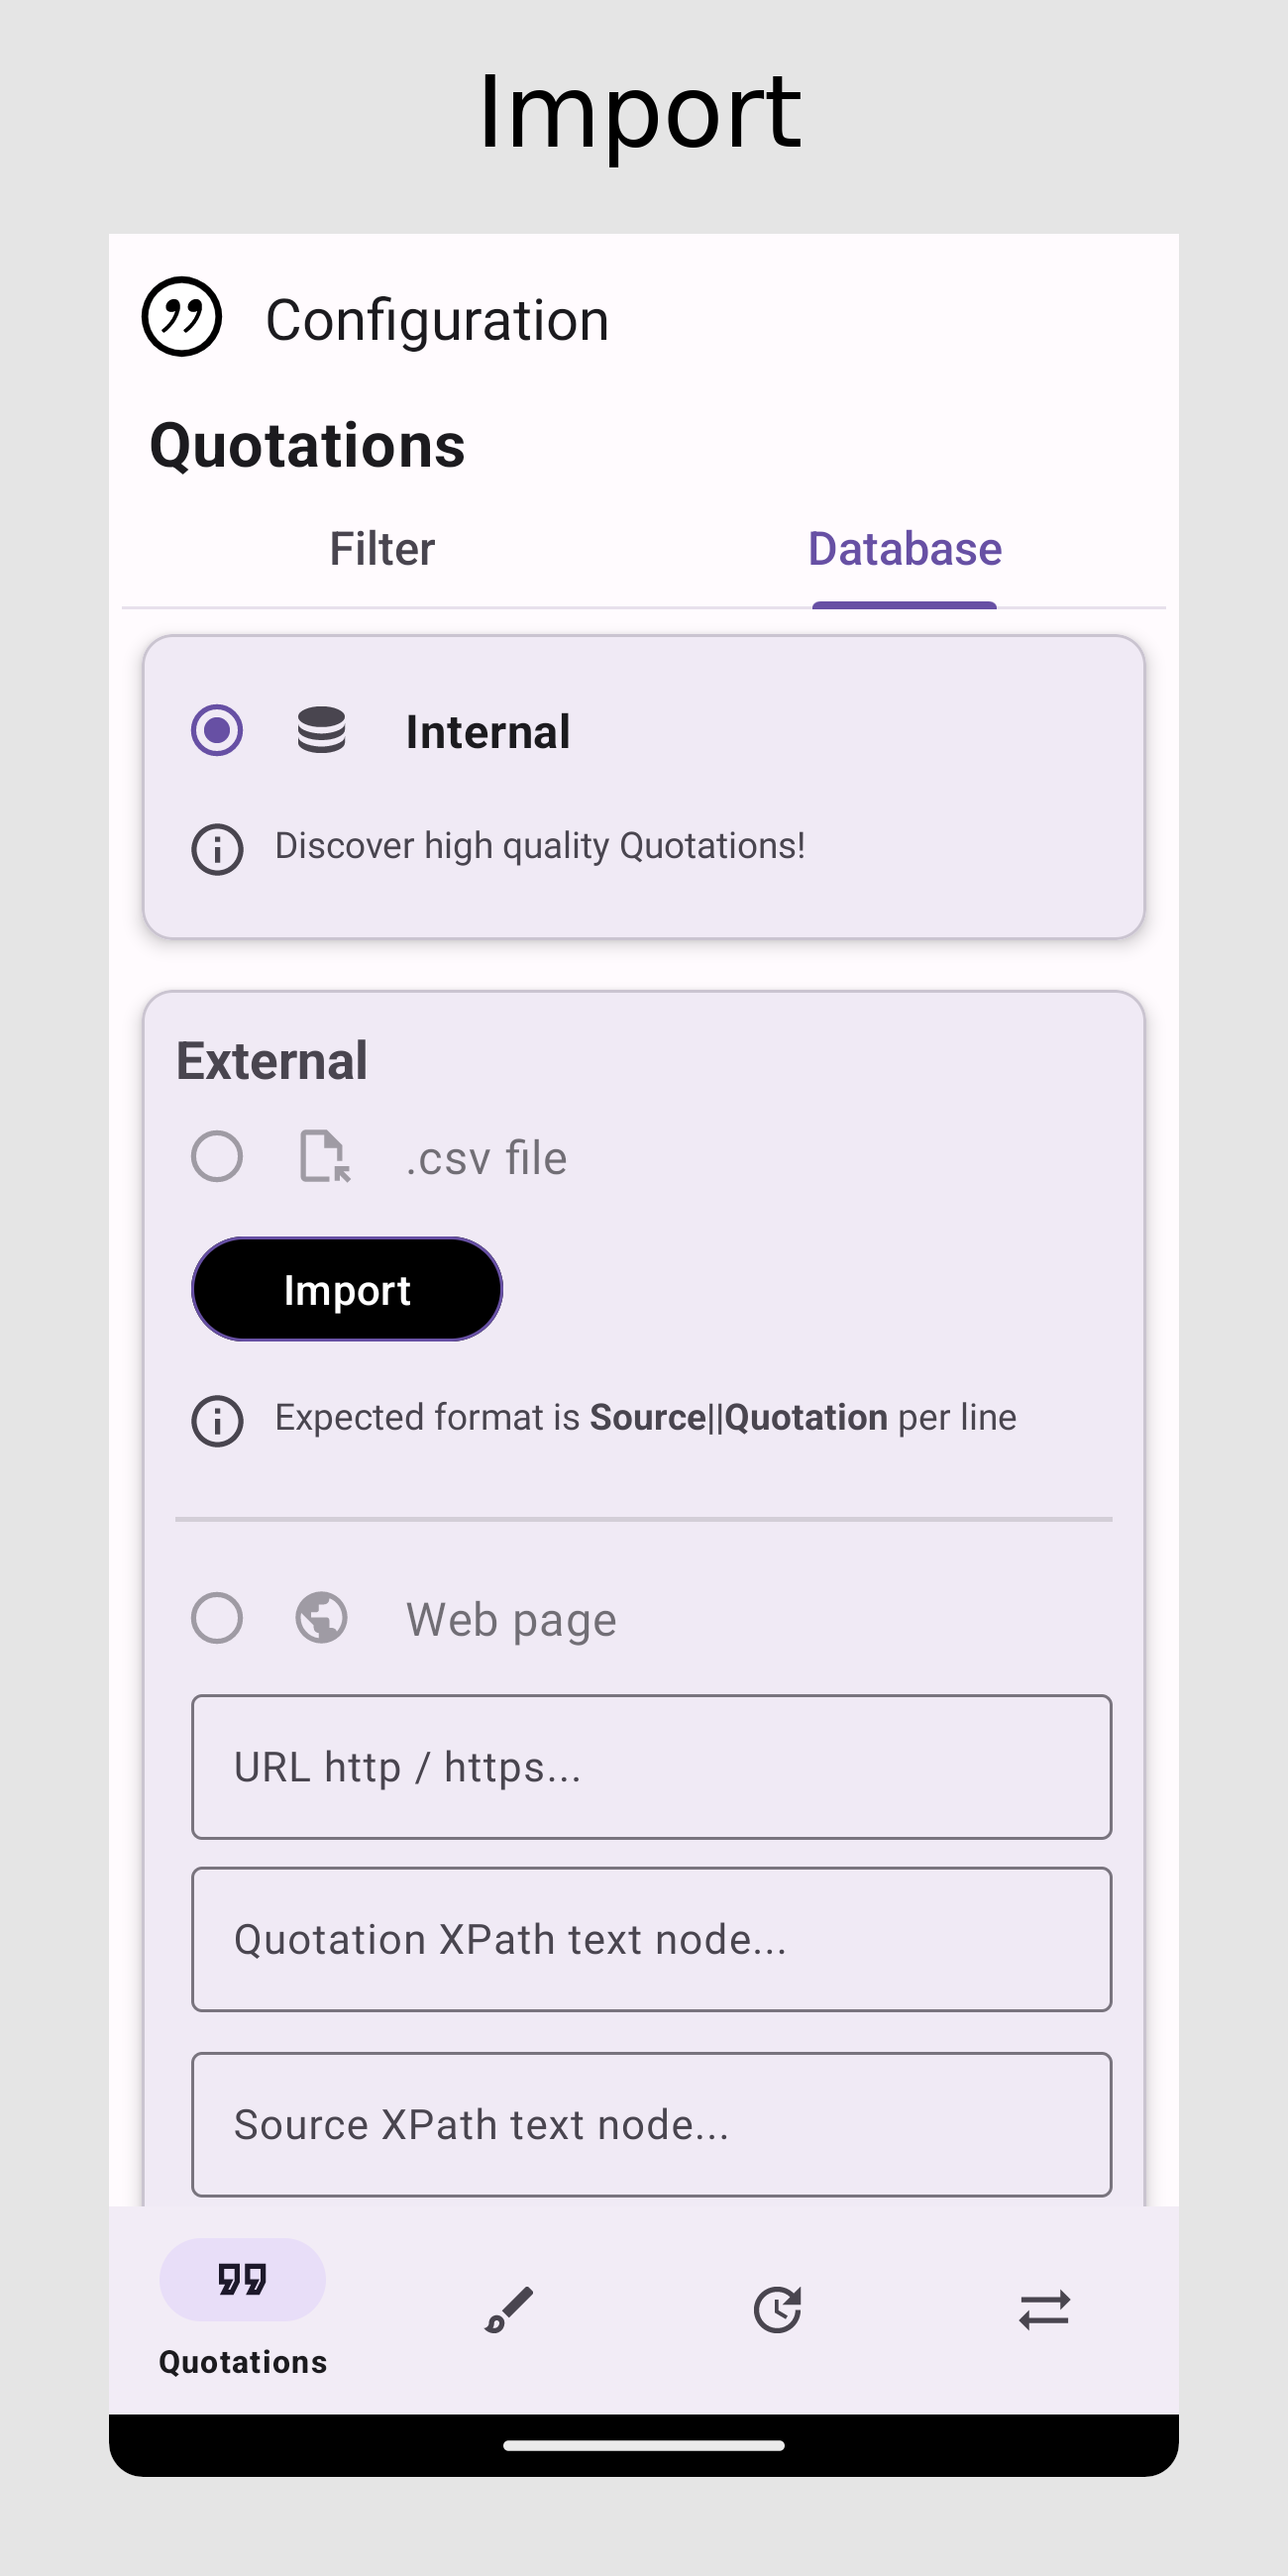 Import
Configuration
Quotations
Filter
Database
Internal
Discover high quality Quotations!
External
.csv file
Import
Expected format is Source||Quotation per line
Web page
URL http / https...
Quotation XPath text node...
Source XPath text node...
Quotations